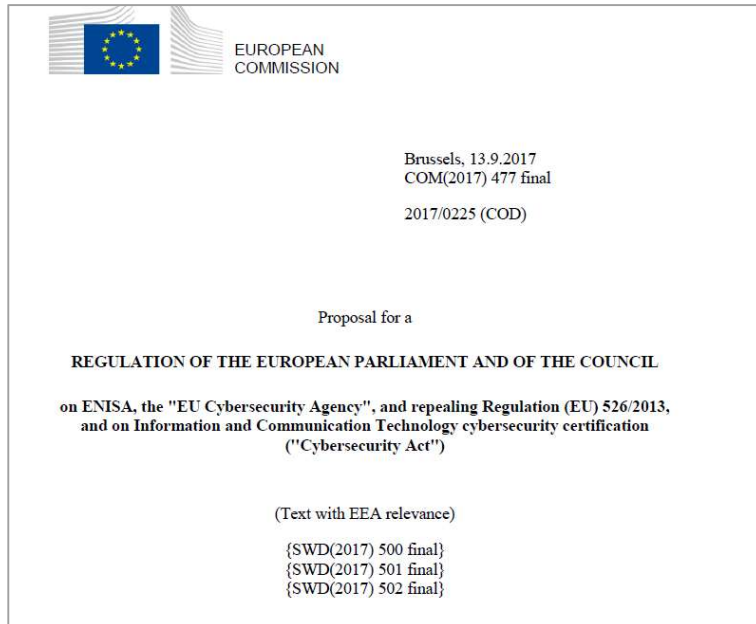 EUROPEAN
COMMISSION
Brussels, 13.9.2017
COM(2017) 477 final
2017/0225 (COD)
Proposal for a
REGULATION OF THE EUROPEAN PARLIAMENT AND OF THE COUNCIL
on ENISA, the "EU Cybersecurity Agency", and repealing Regulation (EU) 526/2013,
and on Information and Communication Technology cybersecurity certification
(''Cybersecurity Act'')
(Text with EEA relevance)
{SWD(2017) 500 final}
{SWD(2017) 501 final}
{SWD(2017) 502 final}